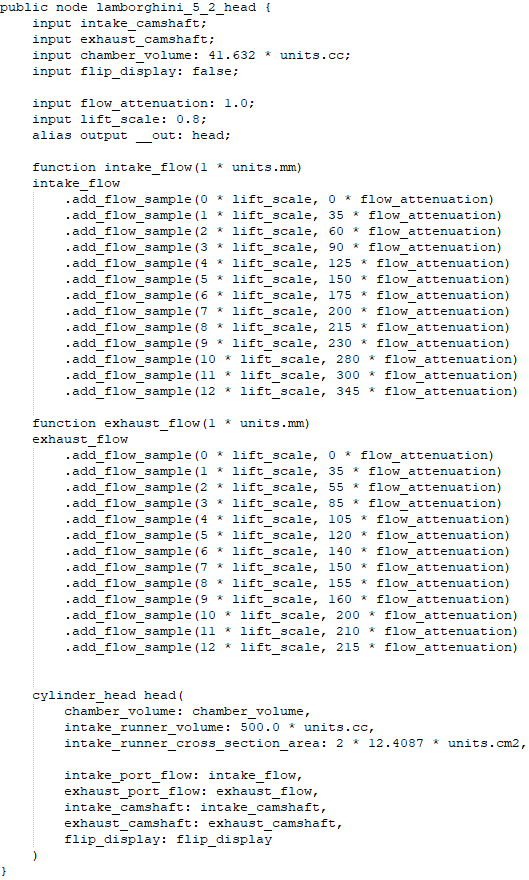 public node lamborghini_5_2_head {
    input intake_camshaft;
    input exhaust_camshaft;
    input chamber_volume: 41.632 * units.cc;
    input flip_display: false;

    input flow_attenuation: 1.0;
    input lift_scale: 0.8;
    alias output __out: head;

    function intake_flow(1 * units.mm)
    intake_flow
        .add_flow_sample(0 * lift_scale, 0 * flow_attenuation)
        .add_flow_sample(1 * lift_scale, 35 * flow_attenuation)
        .add_flow_sample(2 * lift_scale, 60 * flow_attenuation)
        .add_flow_sample(3 * lift_scale, 90 * flow_attenuation)
        .add_flow_sample(4 * lift_scale, 125 * flow_attenuation)
        .add_flow_sample(5 * lift_scale, 150 * flow_attenuation)
        .add_flow_sample(6 * lift_scale, 175 * flow_attenuation)
        .add_flow_sample(7 * lift_scale, 200 * flow_attenuation)
        .add_flow_sample(8 * lift_scale, 215 * flow_attenuation)
        .add_flow_sample(9 * lift_scale, 230 * flow_attenuation)
        .add_flow_sample(10 * lift_scale, 280 * flow_attenuation)
        .add_flow_sample(11 * lift_scale, 300 * flow_attenuation)
        .add_flow_sample(12 * lift_scale, 345 * flow_attenuation)

    function exhaust_flow(1 * units.mm)
    exhaust_flow
        .add_flow_sample(0 * lift_scale, 0 * flow_attenuation)
        .add_flow_sample(1 * lift_scale, 35 * flow_attenuation)
        .add_flow_sample(2 * lift_scale, 55 * flow_attenuation)
        .add_flow_sample(3 * lift_scale, 85 * flow_attenuation)
        .add_flow_sample(4 * lift_scale, 105 * flow_attenuation)
        .add_flow_sample(5 * lift_scale, 120 * flow_attenuation)
        .add_flow_sample(6 * lift_scale, 140 * flow_attenuation)
        .add_flow_sample(7 * lift_scale, 150 * flow_attenuation)
        .add_flow_sample(8 * lift_scale, 155 * flow_attenuation)
        .add_flow_sample(9 * lift_scale, 160 * flow_attenuation)
        .add_flow_sample(10 * lift_scale, 200 * flow_attenuation)
        .add_flow_sample(11 * lift_scale, 210 * flow_attenuation)
        .add_flow_sample(12 * lift_scale, 215 * flow_attenuation)


    cylinder_head head(
        chamber_volume: chamber_volume,
        intake_runner_volume: 500.0 * units.cc,
        intake_runner_cross_section_area: 2 * 12.4087 * units.cm2,

        intake_port_flow: intake_flow,
        exhaust_port_flow: exhaust_flow,
        intake_camshaft: intake_camshaft,
        exhaust_camshaft: exhaust_camshaft,
        flip_display: flip_display
    )
}